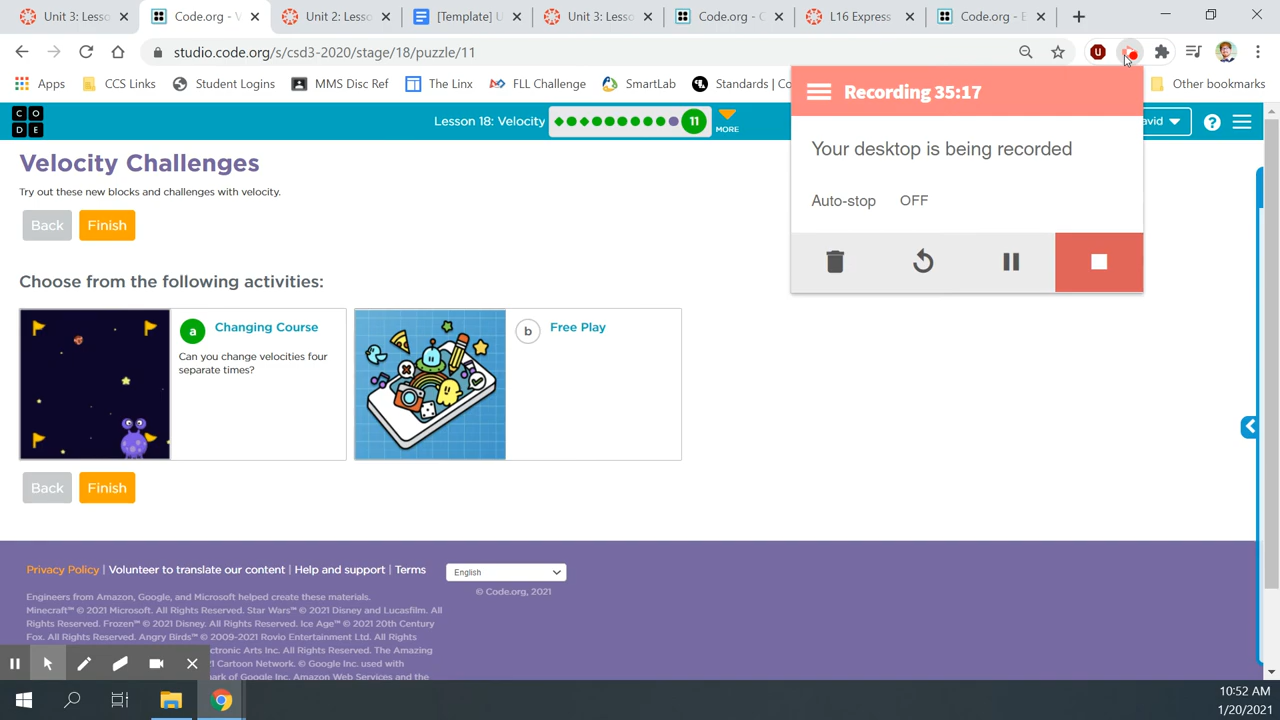 Unit 3: Lesso
Code.org - V
Unit 2: Lesso
[Template] U
Unit 3: Lesso
Code.org - C
L16 Express
Code.org - E
studio.code.org/s/csd3-2020/stage/18/puzzle/11
Apps
CCS Links
Student Logins
MMS Disc Ref
The Linx
FLL Challenge
SmartLab
Standards | Co
Other bookmarks
Recording 35:17
CODE
Lesson 18: Velocity
11
MORE
avid
Your desktop is being recorded
Velocity Challenges
Try out these new blocks and challenges with velocity.
Auto-stop OFF
Back Finish
Choose from the following activities:
a Changing Course
Can you change velocities four
separate times?
b Free Play
Back Finish
Privacy Policy | Volunteer to translate our content | Help and support | Terms
English
© Code.org, 2021
Engineers from Amazon, Google, and Microsoft helped create these materials.
Minecraft™ © 2021 Microsoft. All Rights Reserved. Star Wars™ © 2021 Disney and Lucasfilm. All
Rights Reserved. Frozen™ © 2021 Disney. All Rights Reserved. Ice Age™ © 2021 20th Century
Fox. All Rights Reserved. Angry Birds™ © 2009-2021 Rovio Entertainment Ltd. All Rights
ctronic Arts Inc. All Rights Reserved. The Amazing
1 Cartoon Network. © Google Inc. used with
ark of Google Inc. Amazon Web Services and the
10:52 AM
1/20/2021